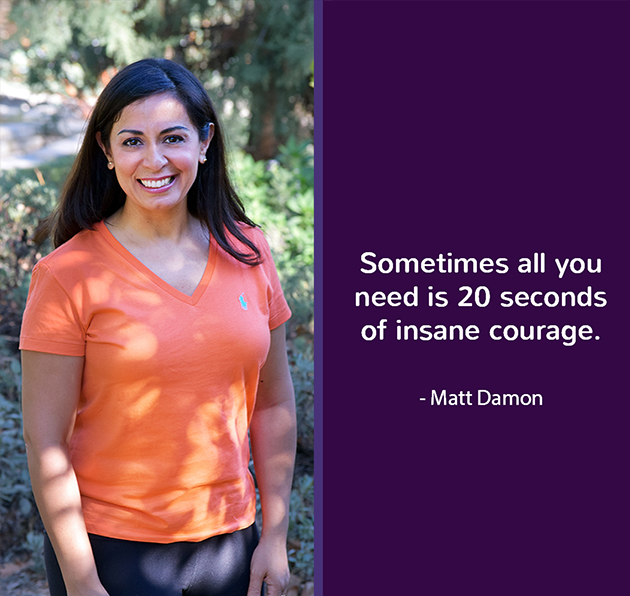 Sometimes all you
need is 20 seconds
of insane courage.
- Matt Damon